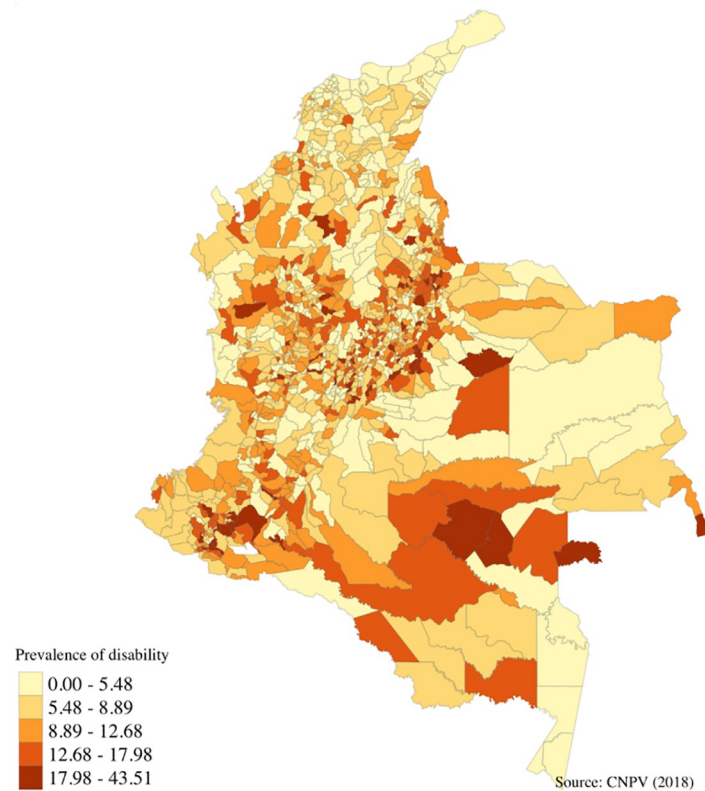 Prevalence of disability
0.00 - 5.48
5.48 - 8.89
8.89 - 12.68
12.68 - 17.98
17.98 - 43.51
Source: CNPV (2018)